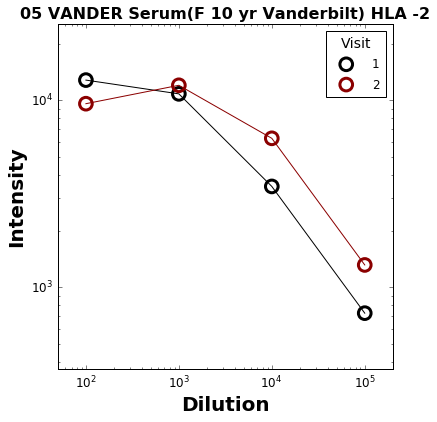 05 VANDER Serum(F 10 yr Vanderbilt) HLA -2
Visit
1
2
10⁴
10³
Intensity
10² 10³ 10⁴ 10⁵
Dilution